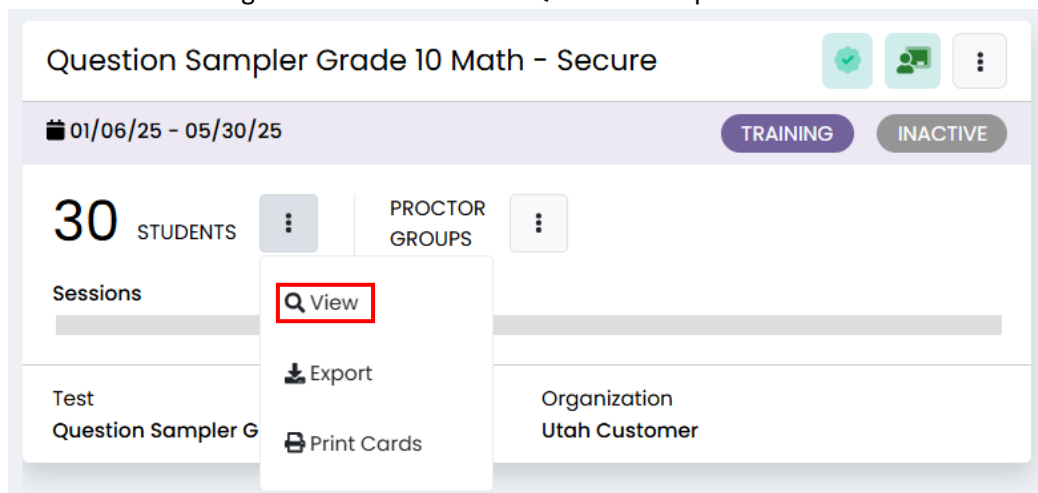 Question Sampler Grade 10 Math - Secure
01/06/25 - 05/30/25
TRAINING
INACTIVE
30 STUDENTS
PROCTOR
GROUPS
Sessions
View
Export
Print Cards
Test
Question Sampler G
Organization
Utah Customer